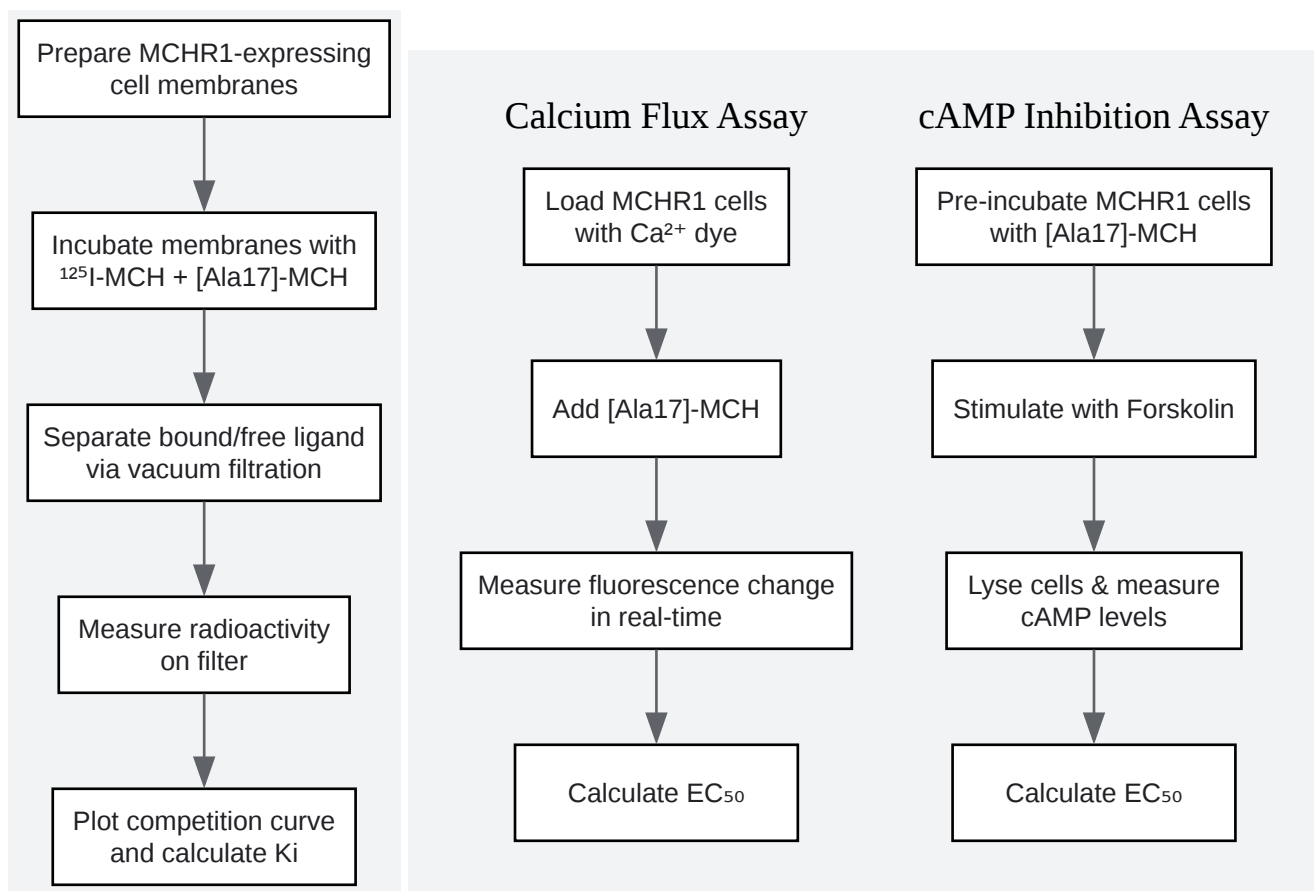 Prepare MCHR1-expressing
cell membranes
Incubate membranes with
¹²⁵I-MCH + [Ala17]-MCH
Separate bound/free ligand
via vacuum filtration
Measure radioactivity
on filter
Plot competition curve
and calculate Ki
Calcium Flux Assay
Load MCHR1 cells
with Ca²⁺ dye
Add [Ala17]-MCH
Measure fluorescence change
in real-time
Calculate EC₅₀
cAMP Inhibition Assay
Pre-incubate MCHR1 cells
with [Ala17]-MCH
Stimulate with Forskolin
Lyse cells & measure
cAMP levels
Calculate EC₅₀